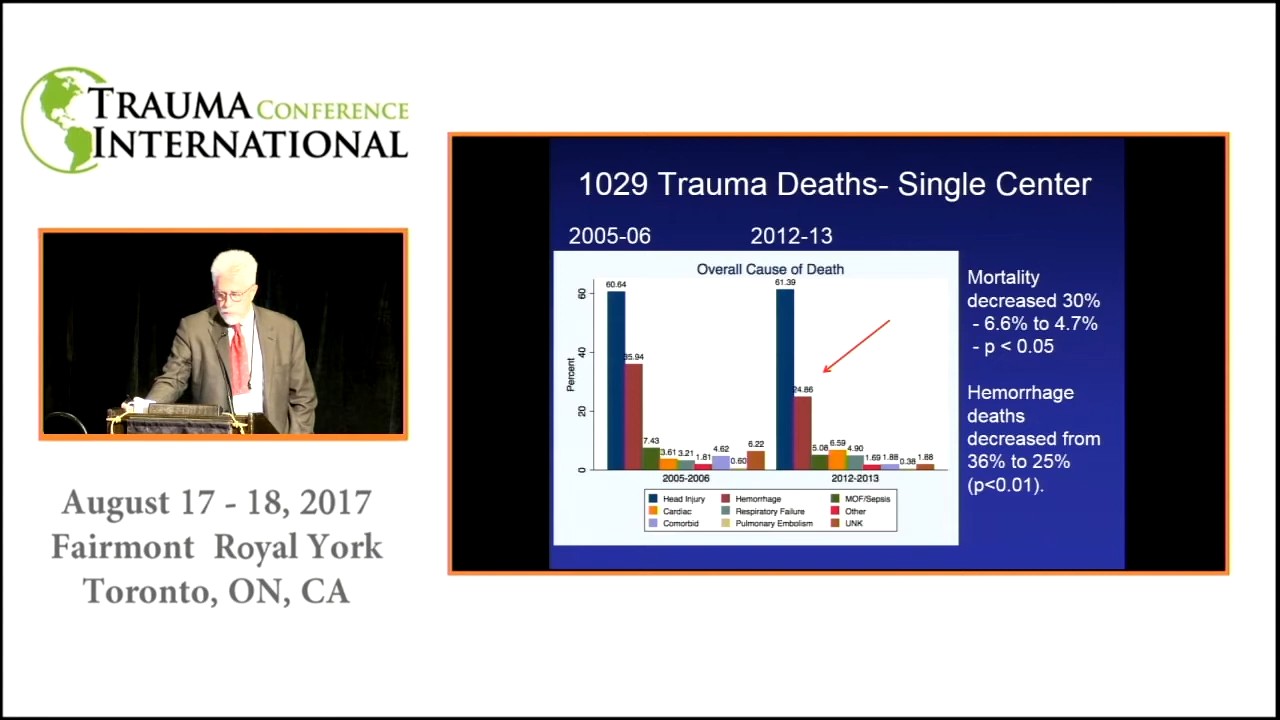 TRAUMA CONFERENCE
INTERNATIONAL
August 17 - 18, 2017
Fairmont Royal York
Toronto, ON, CA
1029 Trauma Deaths- Single Center
2005-06 2012-13
Overall Cause of Death
Percent
60
40
20
0
60.64
35.94
7.43
3.61
3.21
1.81
4.62
0.60
6.22
61.39
24.86
5.08
6.59
4.90
1.69
1.88
0.38
1.88
2005-2006 2012-2013
Head Injury Hemorrhage MOF/Sepsis
Cardiac Respiratory Failure Other
Comorbid Pulmonary Embolism UNK
Mortality
decreased 30%
- 6.6% to 4.7%
- p < 0.05
Hemorrhage
deaths
decreased from
36% to 25%
(p<0.01).